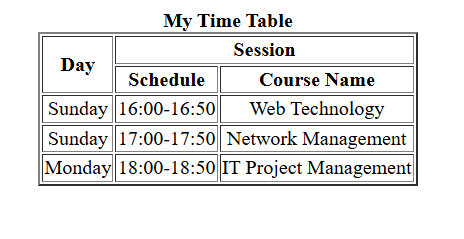 My Time Table
Day Session
Schedule Course Name
Sunday 16:00-16:50 Web Technology
Sunday 17:00-17:50 Network Management
Monday 18:00-18:50 IT Project Management